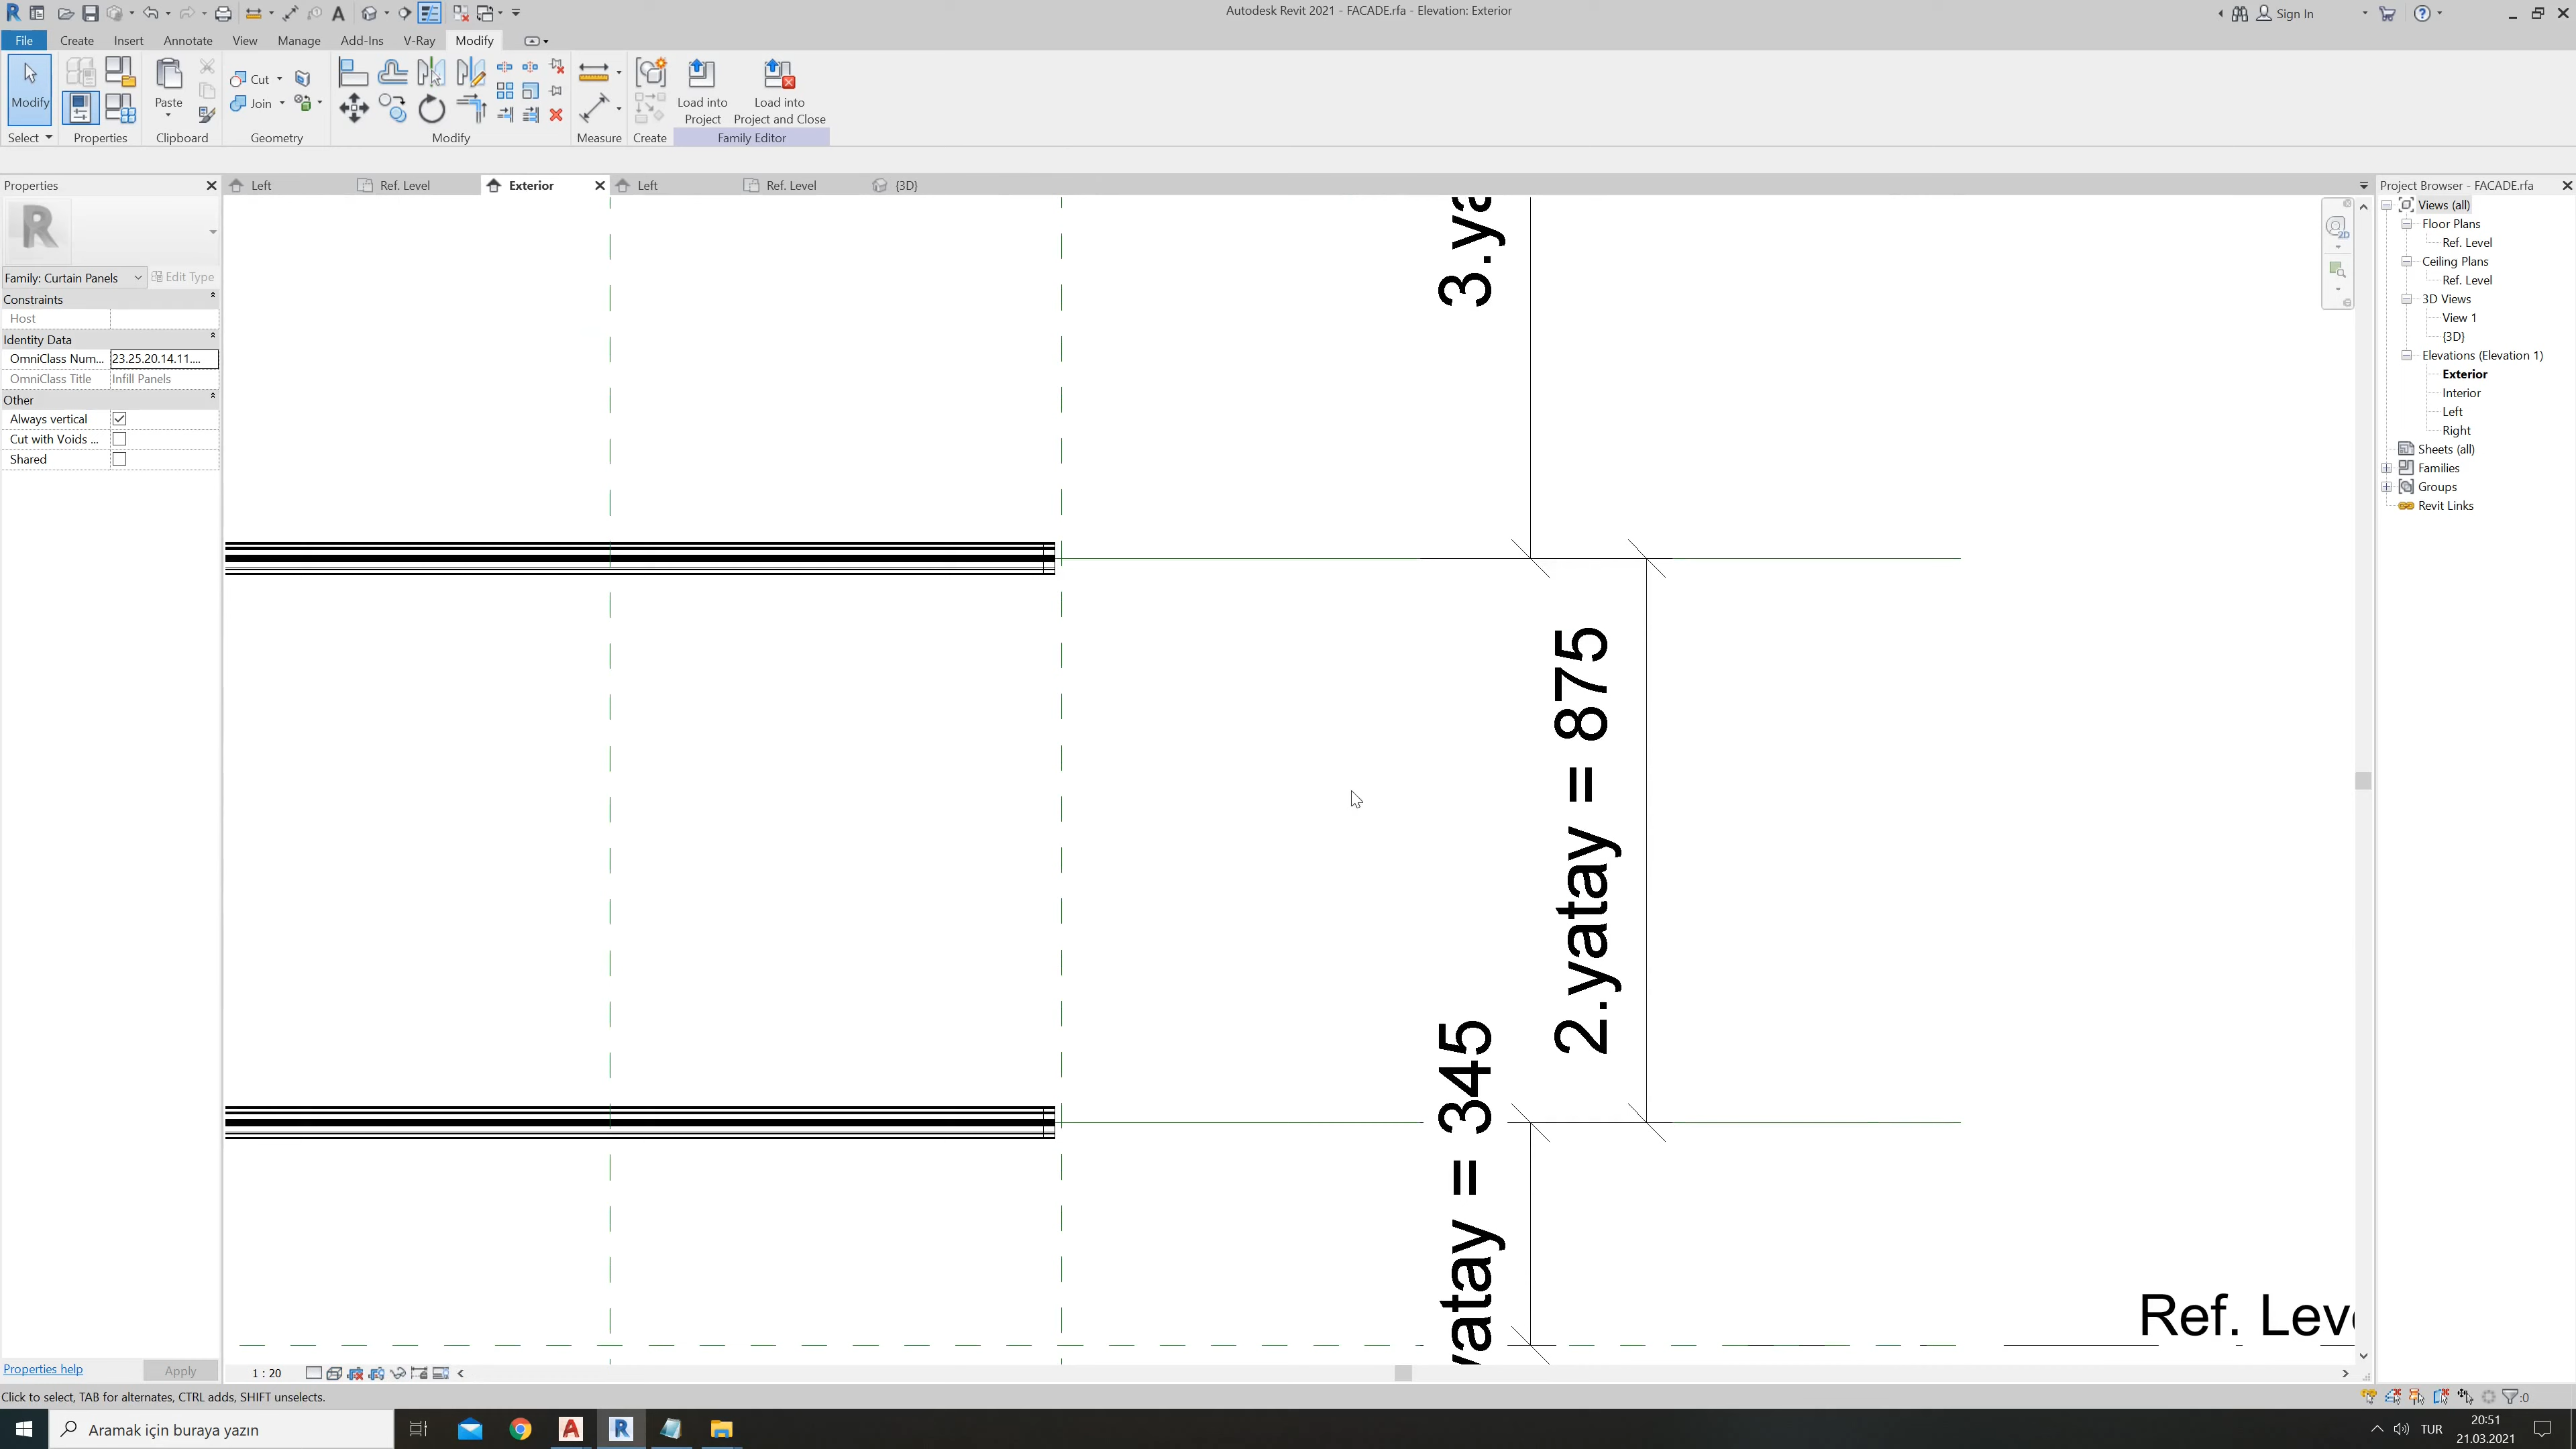 Autodesk Revit 2021 - FACADE.rfa - Elevation: Exterior
Sign In
File Create Insert Annotate View Manage Add-Ins V-Ray Modify
Modify
Paste
Cut
Join
Load into Project
Load into Project and Close
Select Properties Clipboard Geometry Modify Measure Create Family Editor
Properties
Left Ref. Level Exterior Left Ref. Level {3D}
Project Browser - FACADE.rfa
Family: Curtain Panels
Edit Type
Constraints
Host
Identity Data
OmniClass Num... 23.25.20.14.11....
OmniClass Title Infill Panels
Other
Always vertical
Cut with Voids ...
Shared
Properties help
Apply
3.ya
2.yatay = 875
yatay = 345
Ref. Leve
2D
Views (all)
Floor Plans
Ref. Level
Ceiling Plans
Ref. Level
3D Views
View 1
{3D}
Elevations (Elevation 1)
Exterior
Interior
Left
Right
Sheets (all)
Families
Groups
Revit Links
1 : 20
Click to select, TAB for alternates, CTRL adds, SHIFT unselects.
:0
Aramak için buraya yazın
TUR
20:51
21.03.2021